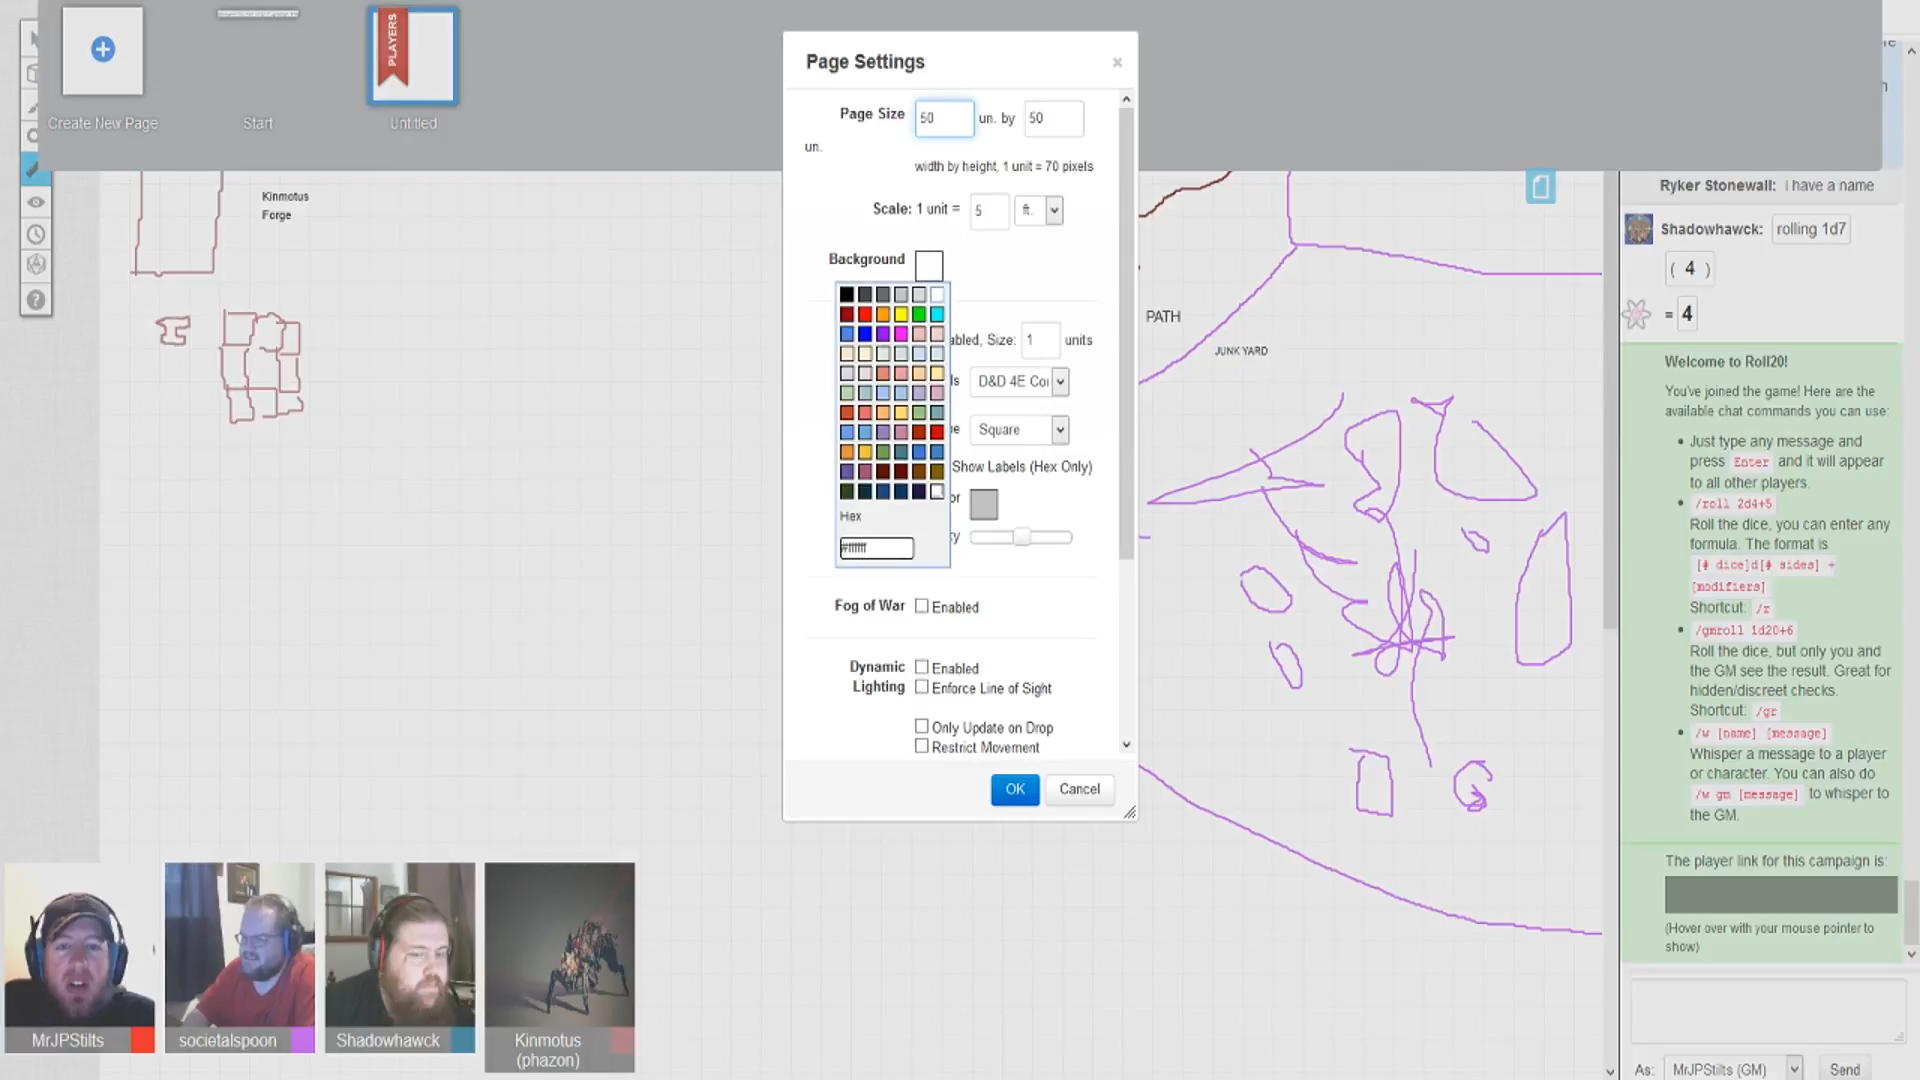 PLAYERS
Create New Page
Start
Untitled
Page Settings
×
Page Size 50 un. by 50
un.
width by height, 1 unit = 70 pixels
Scale: 1 unit = 5 ft.
Background
abled, Size: 1 units
D&D 4E Co
Square
Show Labels (Hex Only)
or
Hex
#ffffff
Fog of War Enabled
Dynamic Lighting
Enabled
Enforce Line of Sight
Only Update on Drop
Restrict Movement
OK Cancel
Kinmotus
Forge
PATH
JUNK YARD
Ryker Stonewall: I have a name
Shadowhawck: rolling 1d7
( 4 )
= 4
Welcome to Roll20!
You've joined the game! Here are the
available chat commands you can use:
• Just type any message and
press Enter and it will appear
to all other players.
• /roll 2d4+5
Roll the dice, you can enter any
formula. The format is
[# dice]d[# sides] +
[modifiers]
Shortcut: /r
• /gmroll 1d20+6
Roll the dice, but only you and
the GM see the result. Great for
hidden/discreet checks.
Shortcut: /gr
• /w [name] [message]
Whisper a message to a player
or character. You can also do
/w gm [message] to whisper to
the GM.
The player link for this campaign is:
(Hover over with your mouse pointer to
show)
As: MrJPStilts (GM) Send
MrJPStilts
societalspoon
Shadowhawck
Kinmotus
(phazon)